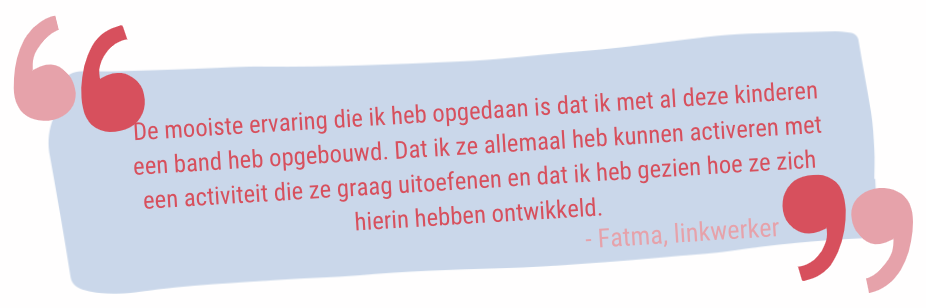 De mooiste ervaring die ik heb opgedaan is dat ik met al deze kinderen
een band heb opgebouwd. Dat ik ze allemaal heb kunnen activeren met
een activiteit die ze graag uitoefenen en dat ik heb gezien hoe ze zich
hierin hebben ontwikkeld.
- Fatma, linkwerker